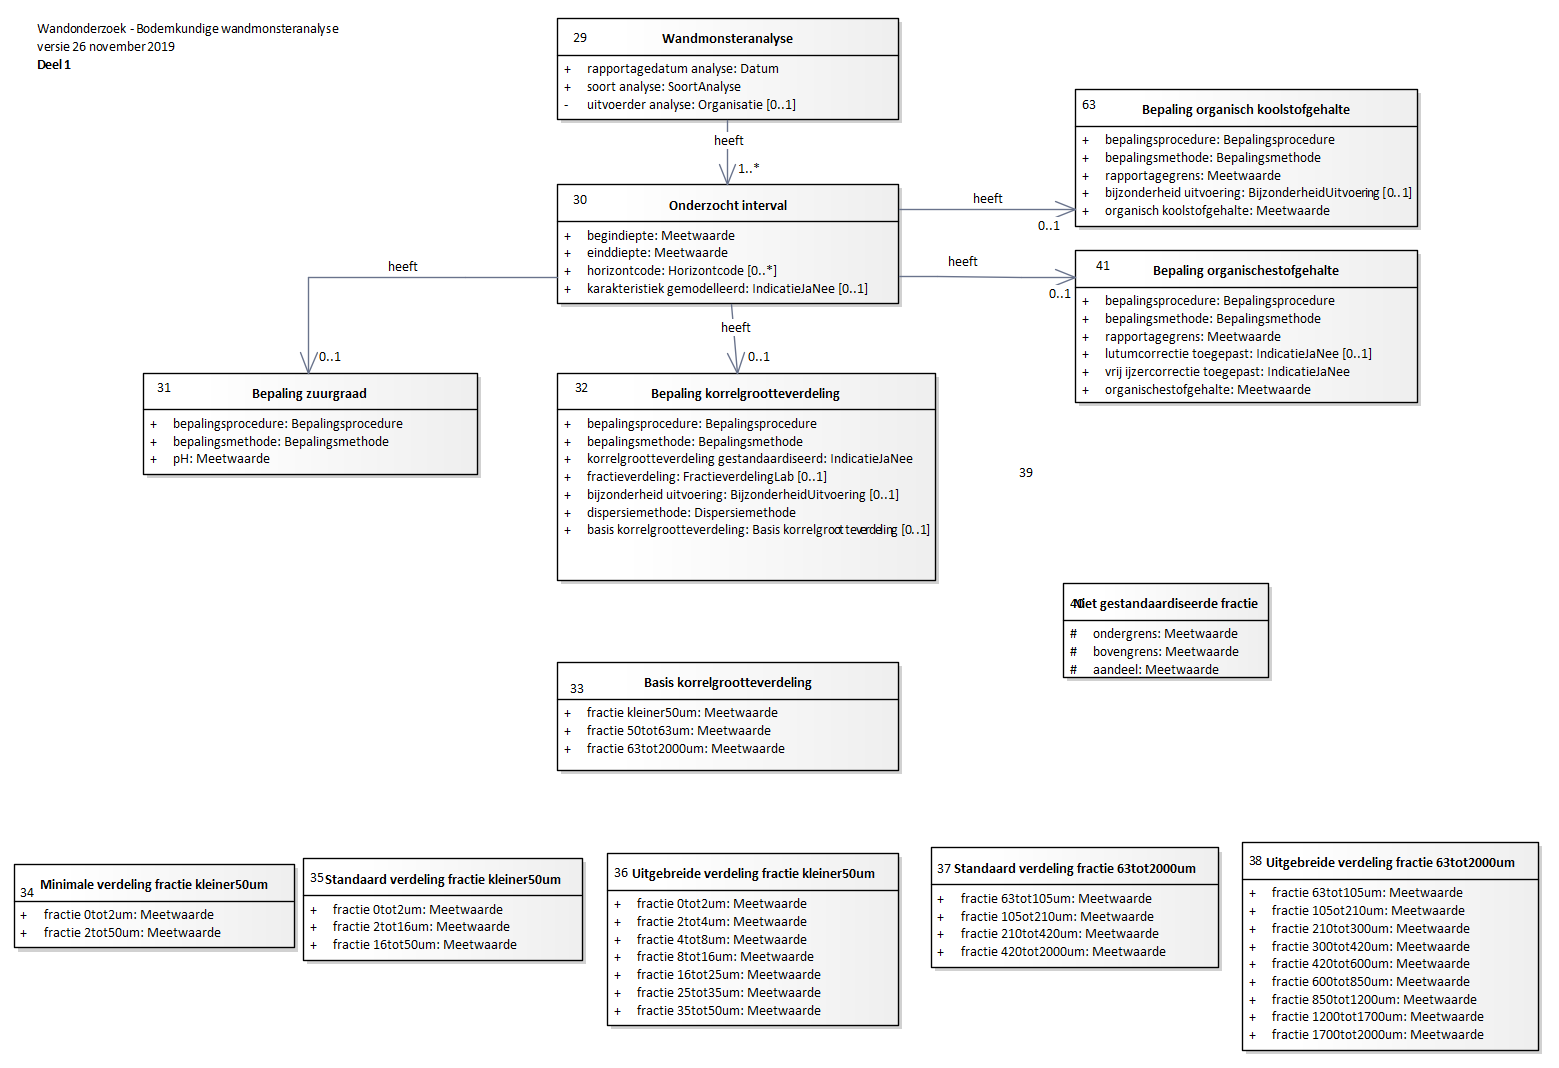 Wandonderzoek - Bodemkundige wandmonsteranalyse
versie 26 november 2019
Deel 1
29
Wandmonsteranalyse
+ rapportagedatum analyse: Datum
+ soort analyse: SoortAnalyse
- uitvoerder analyse: Organisatie [0..1]
heeft
1..*
30
Onderzocht interval
+ begindiepte: Meetwaarde
+ einddiepte: Meetwaarde
+ horizontcode: Horizontcode [0..*]
+ karakteristiek gemodelleerd: IndicatieJaNee [0..1]
heeft
0..1
63
Bepaling organisch koolstofgehalte
+ bepalingsprocedure: Bepalingsprocedure
+ bepalingsmethode: Bepalingsmethode
+ rapportagegrens: Meetwaarde
+ bijzonderheid uitvoering: BijzonderheidUitvoering [0..1]
+ organisch koolstofgehalte: Meetwaarde
heeft
0..1
41
Bepaling organischestofgehalte
+ bepalingsprocedure: Bepalingsprocedure
+ bepalingsmethode: Bepalingsmethode
+ rapportagegrens: Meetwaarde
+ lutumcorrectie toegepast: IndicatieJaNee [0..1]
+ vrij ijzercorrectie toegepast: IndicatieJaNee
+ organischestofgehalte: Meetwaarde
heeft
0..1
31
Bepaling zuurgraad
+ bepalingsprocedure: Bepalingsprocedure
+ bepalingsmethode: Bepalingsmethode
+ pH: Meetwaarde
heeft
0..1
32
Bepaling korrelgrootteverdeling
+ bepalingsprocedure: Bepalingsprocedure
+ bepalingsmethode: Bepalingsmethode
+ korrelgrootteverdeling gestandaardiseerd: IndicatieJaNee
+ fractieverdeling: FractieverdelingLab [0..1]
+ bijzonderheid uitvoering: BijzonderheidUitvoering [0..1]
+ dispersiemethode: Dispersiemethode
+ basis korrelgrootteverdeling: Basis korrelgrootteverdeling [0..1]
39
40
Niet gestandaardiseerde fractie
# ondergrens: Meetwaarde
# bovengrens: Meetwaarde
# aandeel: Meetwaarde
33
Basis korrelgrootteverdeling
+ fractie kleiner50um: Meetwaarde
+ fractie 50tot63um: Meetwaarde
+ fractie 63tot2000um: Meetwaarde
34
Minimale verdeling fractie kleiner50um
+ fractie 0tot2um: Meetwaarde
+ fractie 2tot50um: Meetwaarde
35
Standaard verdeling fractie kleiner50um
+ fractie 0tot2um: Meetwaarde
+ fractie 2tot16um: Meetwaarde
+ fractie 16tot50um: Meetwaarde
36
Uitgebreide verdeling fractie kleiner50um
+ fractie 0tot2um: Meetwaarde
+ fractie 2tot4um: Meetwaarde
+ fractie 4tot8um: Meetwaarde
+ fractie 8tot16um: Meetwaarde
+ fractie 16tot25um: Meetwaarde
+ fractie 25tot35um: Meetwaarde
+ fractie 35tot50um: Meetwaarde
37
Standaard verdeling fractie 63tot2000um
+ fractie 63tot105um: Meetwaarde
+ fractie 105tot210um: Meetwaarde
+ fractie 210tot420um: Meetwaarde
+ fractie 420tot2000um: Meetwaarde
38
Uitgebreide verdeling fractie 63tot2000um
+ fractie 63tot105um: Meetwaarde
+ fractie 105tot210um: Meetwaarde
+ fractie 210tot300um: Meetwaarde
+ fractie 300tot420um: Meetwaarde
+ fractie 420tot600um: Meetwaarde
+ fractie 600tot850um: Meetwaarde
+ fractie 850tot1200um: Meetwaarde
+ fractie 1200tot1700um: Meetwaarde
+ fractie 1700tot2000um: Meetwaarde